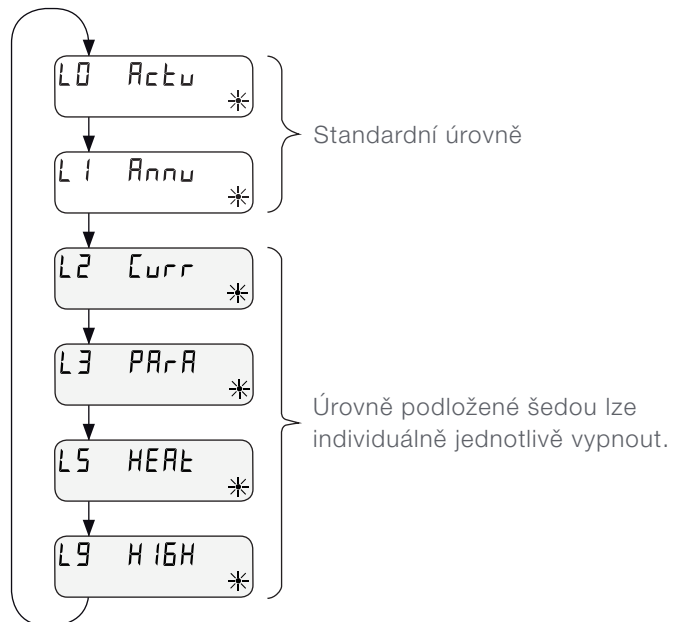 L0 Actu
Standardní úrovně
L1 Annu
L2 Curr
L3 PArA
Úrovně podložené šedou lze
individuálně jednotlivě vypnout.
L5 HEAt
L9 HIGH